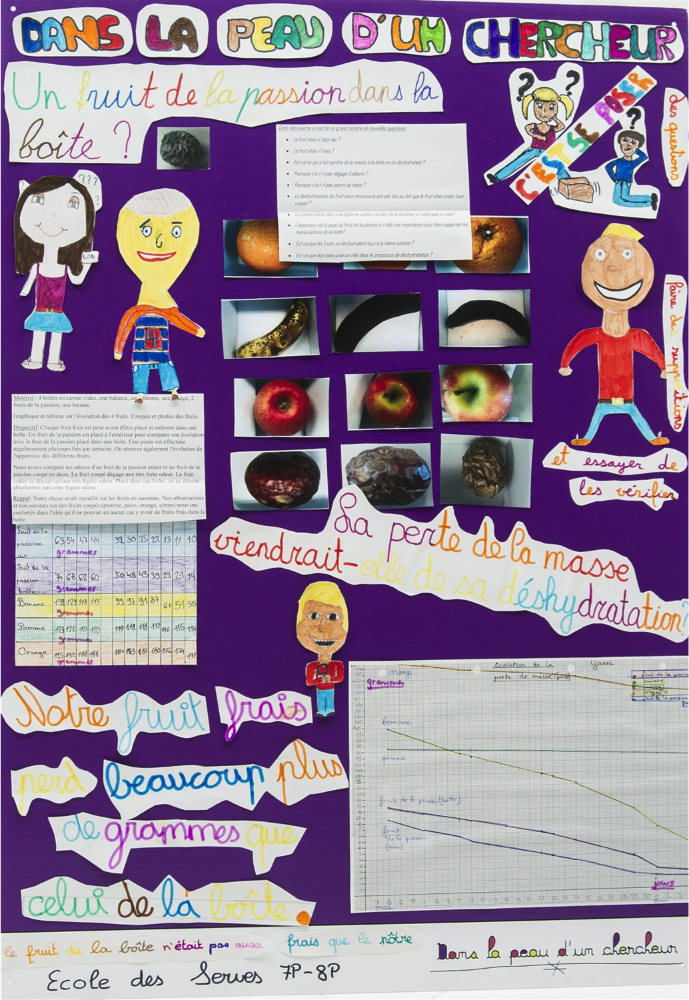 DANS LA PEAU D'UN CHERCHEUR
Un fruit de la passion dans la
boîte ?
Cette découverte a suscité un grand nombre de nouvelles questions
• Le fruit était-il déjà sec ?
• Le fruit était-il frais ?
• Est-ce lui qui a fait perdre de la masse à la boîte en se déshydratant ?
• Pourquoi n'a-t-il pas dégagé d'odeurs ?
• Pourquoi n'a-t-il pas pourri ou moisi ?
• La déshydratation du fruit sans moisissure est-elle due au fait que le fruit était entier (non
coupé) ?
• La conservation dans une boîte en carton (à l'abri de la lumière) a-t-elle joué un rôle?
• L'épaisseur de la peau du fruit de la passion a-t-elle une importance pour bien supporter les
manipulations de la boîte?
• Est-ce que les fruits se déshydratent tous à la même vitesse ?
• Est-ce que leur peau joue un rôle dans le processus de déshydratation ?
? ?
?
C'EST SE POSER
des questions
faire des suppositions
et essayer de
les vérifier
???
boîte
Matériel : 4 boîtes en carton vides, une balance, une pomme, une orange, 2
fruits de la passion, une banane.
Graphique et tableau sur l'évolution des 4 fruits. Croquis et photos des fruits.
Dispositif: Chaque fruit frais est pesé avant d'être placé et enfermé dans une
boîte. Un fruit de la passion est placé à l'extérieur pour comparer son évolution
avec le fruit de la passion placé dans une boîte. Une pesée est effectuée
régulièrement plusieurs fois par semaine. On observe également l'évolution de
l'apparence des différents fruits.
Nous avons comparé les odeurs d'un fruit de la passion entier et un fruit de la
passion coupé en deux. Le fruit coupé dégage une très forte odeur. Le fruit
entier ne dégage qu'une très légère odeur. Placé dans une boîte, on ne détecte
absolument pas cette légère odeur.
Rappel: Notre classe avait travaillé sur les fruits en automne. Nos observations
et nos constats sur des fruits coupés (pomme, poire, orange, citron) nous ont
confortés dans l'idée qu'il ne pouvait en aucun cas y avoir de fruits frais dans la
boîte.
Fruit de la passion air 63 54 47 44 32 30 25 22 13 11 10
grammes
Fruit de la passion boîte 74 68 62 60 50 48 43 39 29 21 14
grammes
Banane 139 129 118 115 99 97 91 87 67 51 38
grammes
Pomme 123 122 121 120 119 118 118 117 116 115 114
grammes
Orange 195 192 188 188 184 183 181 180 176 174 171
grammes
La perte de la masse
viendrait-elle de sa déshydratation?
Evolution de la Gianni
perte de masse
orange
grammes
fruit de la passion
banane
fruit de la passion
banane
pomme
fruit de la passion (boîte)
fruit
de la passion
(air)
jours
mai
Notre fruit frais
perd beaucoup plus
de grammes que
celui de la boîte.
le fruit de la boîte n'était pas aussi frais que le nôtre
Ecole des Serves 7P-8P
Dans la peau d'un chercheur